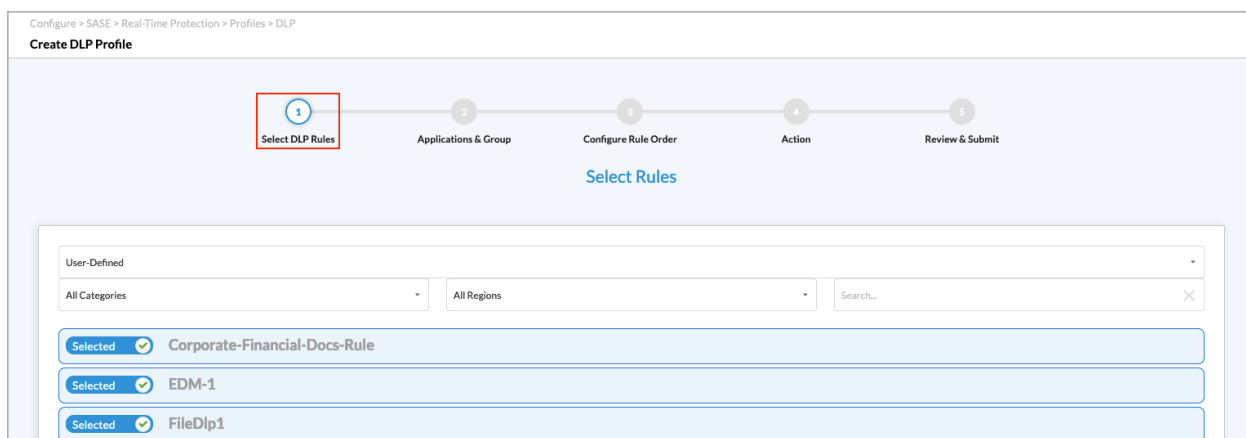 Configure > SASE > Real-Time Protection > Profiles > DLP
Create DLP Profile
1 2 3 4 5
Select DLP Rules Applications & Group Configure Rule Order Action Review & Submit
Select Rules
User-Defined
All Categories All Regions Search...
Selected Corporate-Financial-Docs-Rule
Selected EDM-1
Selected FileDlp1